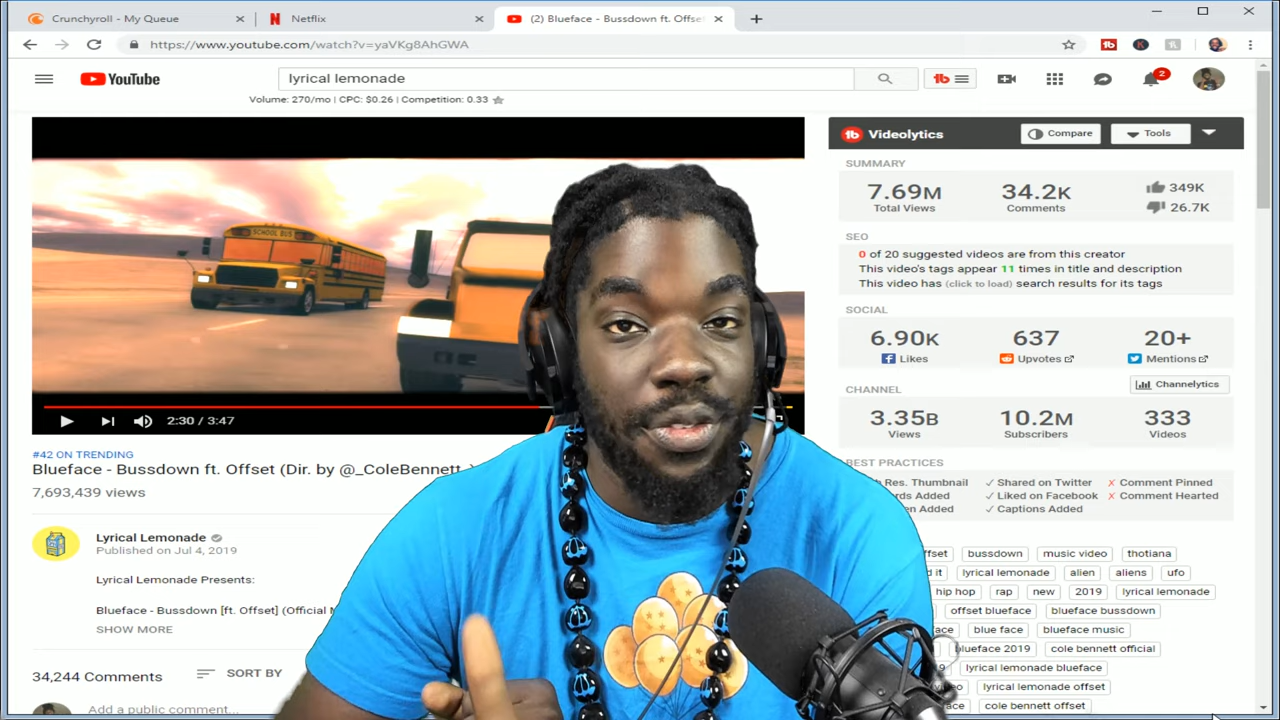 Crunchyroll - My Queue
Netflix
(2) Blueface - Bussdown ft. Offse
https://www.youtube.com/watch?v=yaVKg8AhGWA
YouTube
lyrical lemonade
Volume: 270/mo | CPC: $0.26 | Competition: 0.33
2
Videolytics
Compare
Tools
SUMMARY
7.69M
34.2K
349K
Total Views
Comments
26.7K
SEO
0 of 20 suggested videos are from this creator
This video's tags appear 11 times in title and description
This video has (click to load) search results for its tags
SOCIAL
6.90K
637
20+
Likes
Upvotes
Mentions
Channelytics
CHANNEL
3.35B
10.2M
333
Views
Subscribers
Videos
BEST PRACTICES
Res. Thumbnail
✓ Shared on Twitter
✗ Comment Pinned
Added
✓ Liked on Facebook
✗ Comment Hearted
Added
✓ Captions Added
SCHOOL BUS
2:30 / 3:47
#42 ON TRENDING
Blueface - Bussdown ft. Offset (Dir. by @_ColeBennett_)
7,693,439 views
Lyrical Lemonade
Published on Jul 4, 2019
Lyrical Lemonade Presents:
Blueface - Bussdown [ft. Offset] (Official
SHOW MORE
34,244 Comments
SORT BY
Add a public comment...
bussdown
music video
thotiana
lyrical lemonade
alien
aliens
ufo
hip hop
rap
new
2019
lyrical lemonade
offset blueface
blueface bussdown
blue face
blueface music
blueface 2019
cole bennett official
lyrical lemonade blueface
lyrical lemonade offset
cole bennett offset